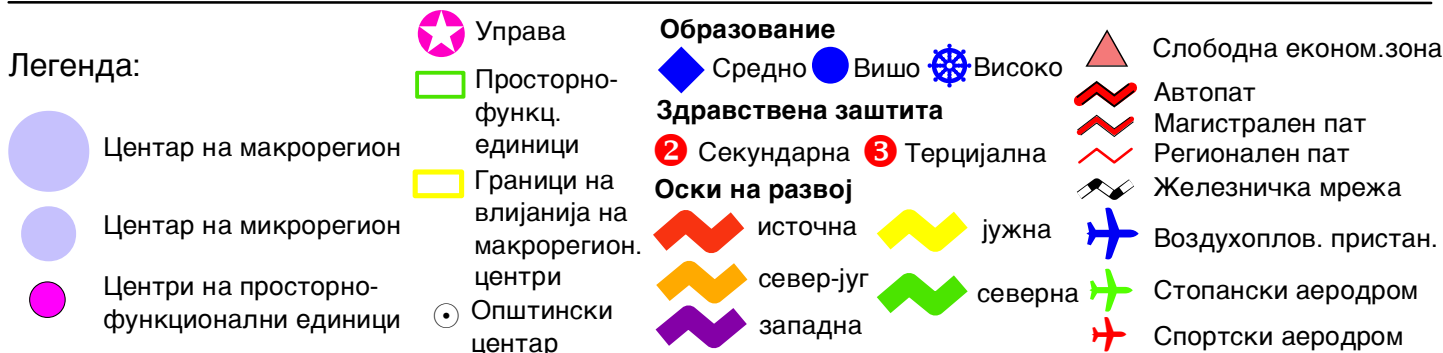 Легенда:
Центар на макрорегион
Центар на микрорегион
Центри на просторно-
функционални единици
Управа
Просторно-
функц.
единици
Граници на
влијанија на
макрорегион.
центри
Општински
центар
Образование
Средно Вишо Високо
Здравствена заштита
2 Секундарна 3 Терцијална
Оски на развој
источна јужна
север-југ северна
западна
Слободна економ.зона
Автопат
Магистрален пат
Регионален пат
Железничка мрежа
Воздухоплов. пристан.
Стопански аеродром
Спортски аеродром